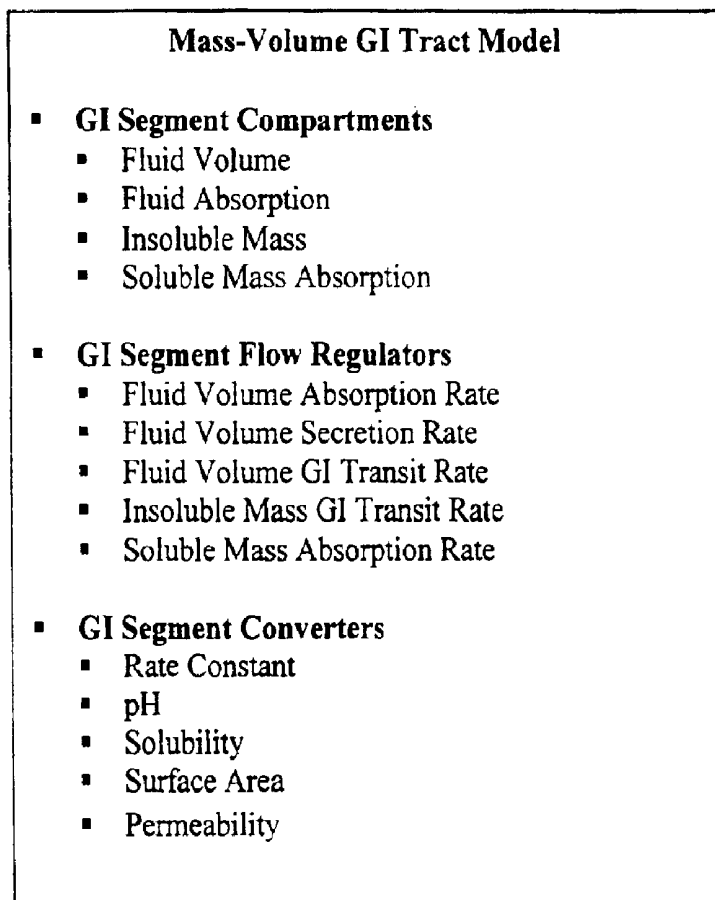 Mass-Volume GI Tract Model
▪ GI Segment Compartments
▪ Fluid Volume
▪ Fluid Absorption
▪ Insoluble Mass
▪ Soluble Mass Absorption
▪ GI Segment Flow Regulators
▪ Fluid Volume Absorption Rate
▪ Fluid Volume Secretion Rate
▪ Fluid Volume GI Transit Rate
▪ Insoluble Mass GI Transit Rate
▪ Soluble Mass Absorption Rate
▪ GI Segment Converters
▪ Rate Constant
▪ pH
▪ Solubility
▪ Surface Area
▪ Permeability